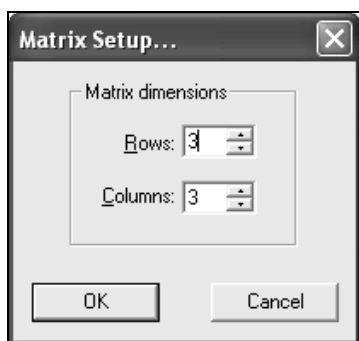 Matrix Setup...
Matrix dimensions
Rows: 3
Columns: 3
OK Cancel